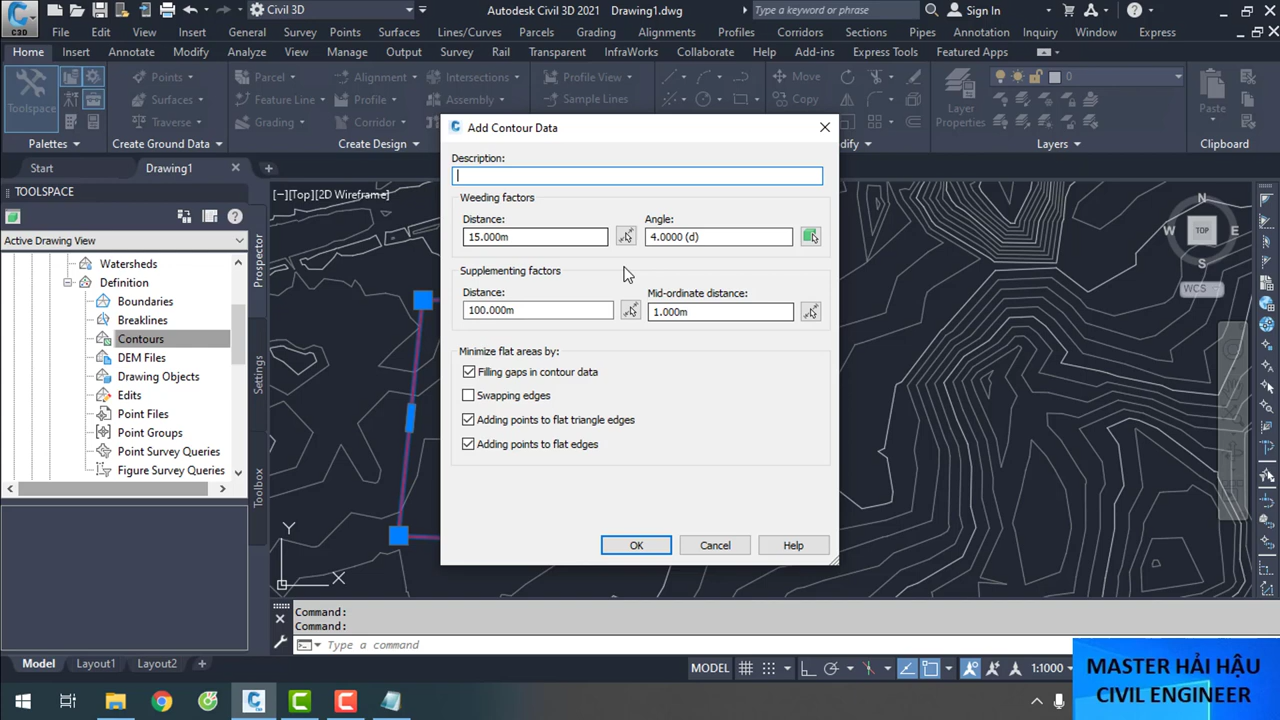 C3D
Civil 3D
Autodesk Civil 3D 2021
Drawing1.dwg
Type a keyword or phrase
Sign In
File
Edit
View
Insert
General
Survey
Points
Surfaces
Lines/Curves
Parcels
Grading
Alignments
Profiles
Corridors
Sections
Pipes
Annotation
Inquiry
Window
Express
Home
Insert
Annotate
Modify
Analyze
View
Manage
Output
Survey
Rail
Transparent
InfraWorks
Collaborate
Help
Add-ins
Express Tools
Featured Apps
Toolspace
Points
Surfaces
Traverse
Parcel
Feature Line
Grading
Alignment
Profile
Corridor
Intersections
Assembly
Profile View
Sample Lines
Move
Copy
Layer
Properties
0
Paste
Palettes
Create Ground Data
Create Design
Layers
Clipboard
Start
Drawing1
TOOLSPACE
Active Drawing View
Watersheds
Definition
Boundaries
Breaklines
Contours
DEM Files
Drawing Objects
Edits
Point Files
Point Groups
Point Survey Queries
Figure Survey Queries
Prospector
Settings
Survey
Toolbox
[−][Top][2D Wireframe]
Add Contour Data
Description:
Weeding factors
Distance:
Angle:
15.000m
4.0000 (d)
Supplementing factors
Distance:
Mid-ordinate distance:
100.000m
1.000m
Minimize flat areas by:
Filling gaps in contour data
Swapping edges
Adding points to flat triangle edges
Adding points to flat edges
OK
Cancel
Help
N
W
TOP
E
S
WCS
Y
X
Command:
Command:
Type a command
Model
Layout1
Layout2
MODEL
1:1000
MASTER HẢI HẬU
CIVIL ENGINEER